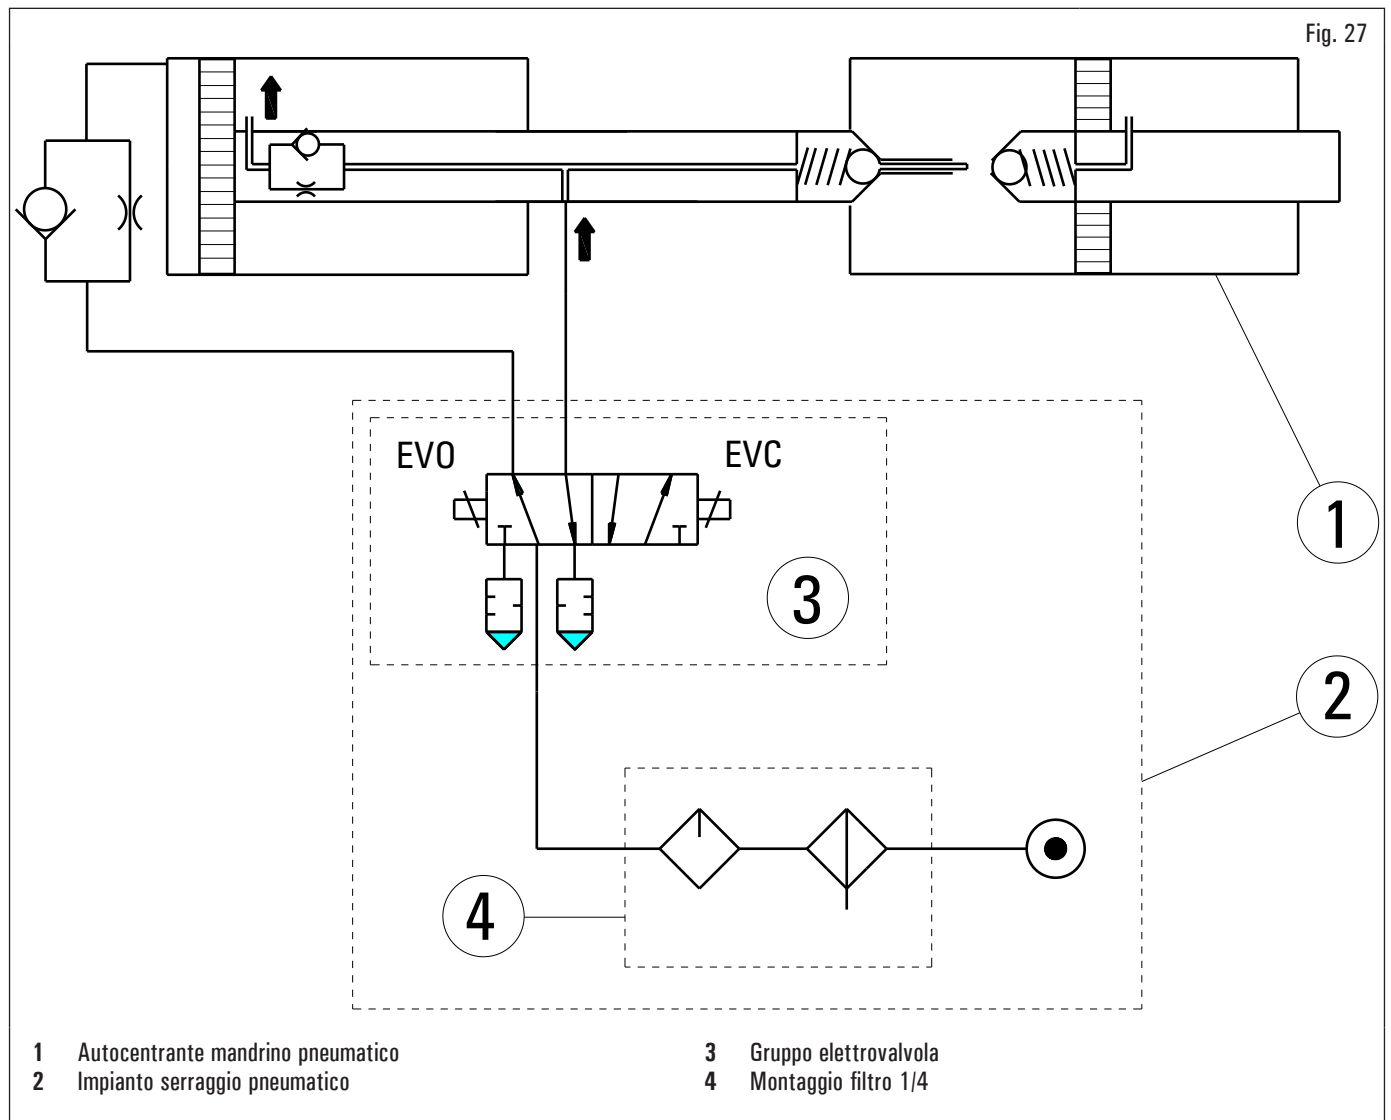 Fig. 27
EVO
EVC
1
3
2
4
1 Autocentrante mandrino pneumatico
2 Impianto serraggio pneumatico
3 Gruppo elettrovalvola
4 Montaggio filtro 1/4